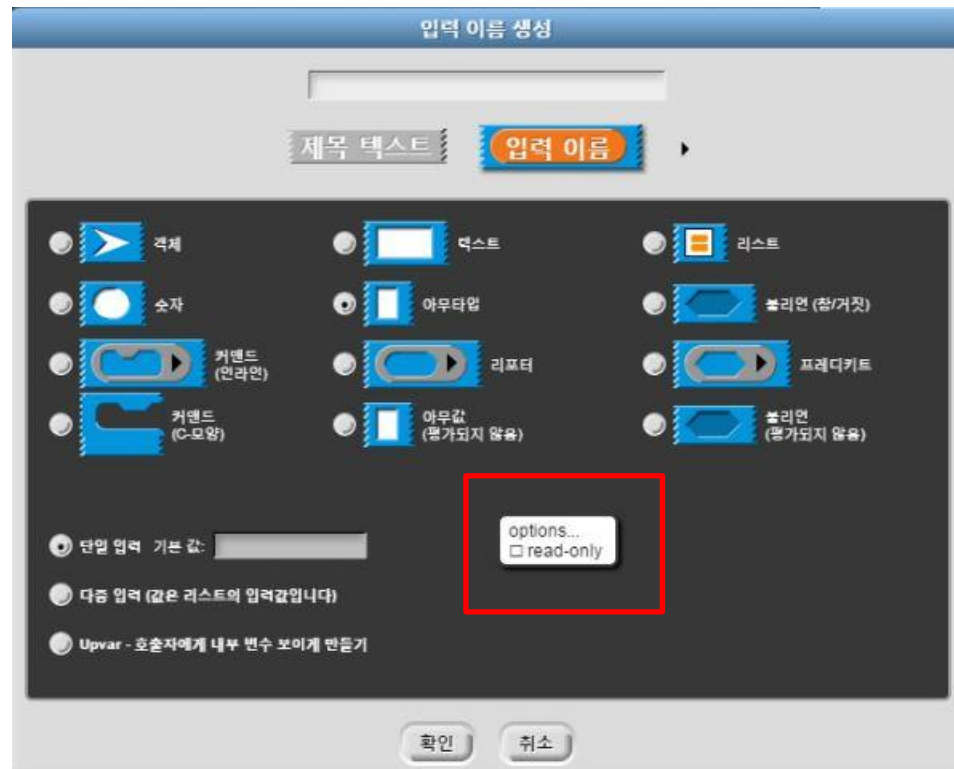 입력 이름 생성
제목 텍스트 입력 이름
객체 텍스트 리스트
숫자 아무타입 불리언 (참/거짓)
커맨드
(인라인)
리포터 프레디키트
커맨드
(C-모양)
아무값
(평가되지 않음)
불리언
(평가되지 않음)
options...
☐ read-only
단일 입력 기본 값:
다중 입력 (값은 리스트의 입력값입니다)
Upvar - 호출자에게 내부 변수 보이게 만들기
확인 취소